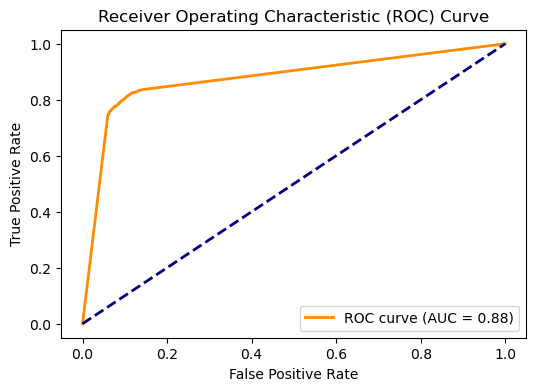 Receiver Operating Characteristic (ROC) Curve
1.0
0.8
0.6
0.4
0.2
0.0
True Positive Rate
ROC curve (AUC = 0.88)
0.0 0.2 0.4 0.6 0.8 1.0
False Positive Rate